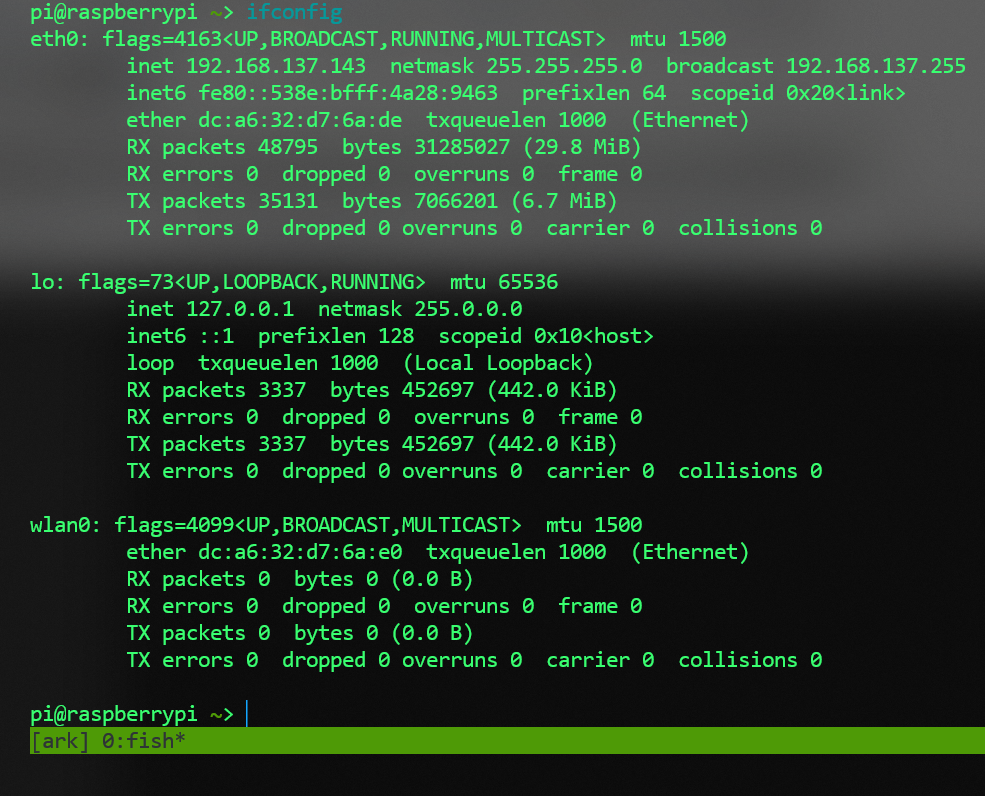 pi@raspberrypi ~> ifconfig
eth0: flags=4163<UP,BROADCAST,RUNNING,MULTICAST>  mtu 1500
        inet 192.168.137.143  netmask 255.255.255.0  broadcast 192.168.137.255
        inet6 fe80::538e:bfff:4a28:9463  prefixlen 64  scopeid 0x20<link>
        ether dc:a6:32:d7:6a:de  txqueuelen 1000  (Ethernet)
        RX packets 48795  bytes 31285027 (29.8 MiB)
        RX errors 0  dropped 0  overruns 0  frame 0
        TX packets 35131  bytes 7066201 (6.7 MiB)
        TX errors 0  dropped 0 overruns 0  carrier 0  collisions 0

lo: flags=73<UP,LOOPBACK,RUNNING>  mtu 65536
        inet 127.0.0.1  netmask 255.0.0.0
        inet6 ::1  prefixlen 128  scopeid 0x10<host>
        loop  txqueuelen 1000  (Local Loopback)
        RX packets 3337  bytes 452697 (442.0 KiB)
        RX errors 0  dropped 0  overruns 0  frame 0
        TX packets 3337  bytes 452697 (442.0 KiB)
        TX errors 0  dropped 0 overruns 0  carrier 0  collisions 0

wlan0: flags=4099<UP,BROADCAST,MULTICAST>  mtu 1500
        ether dc:a6:32:d7:6a:e0  txqueuelen 1000  (Ethernet)
        RX packets 0  bytes 0 (0.0 B)
        RX errors 0  dropped 0  overruns 0  frame 0
        TX packets 0  bytes 0 (0.0 B)
        TX errors 0  dropped 0 overruns 0  carrier 0  collisions 0

pi@raspberrypi ~>
[ark] 0:fish*